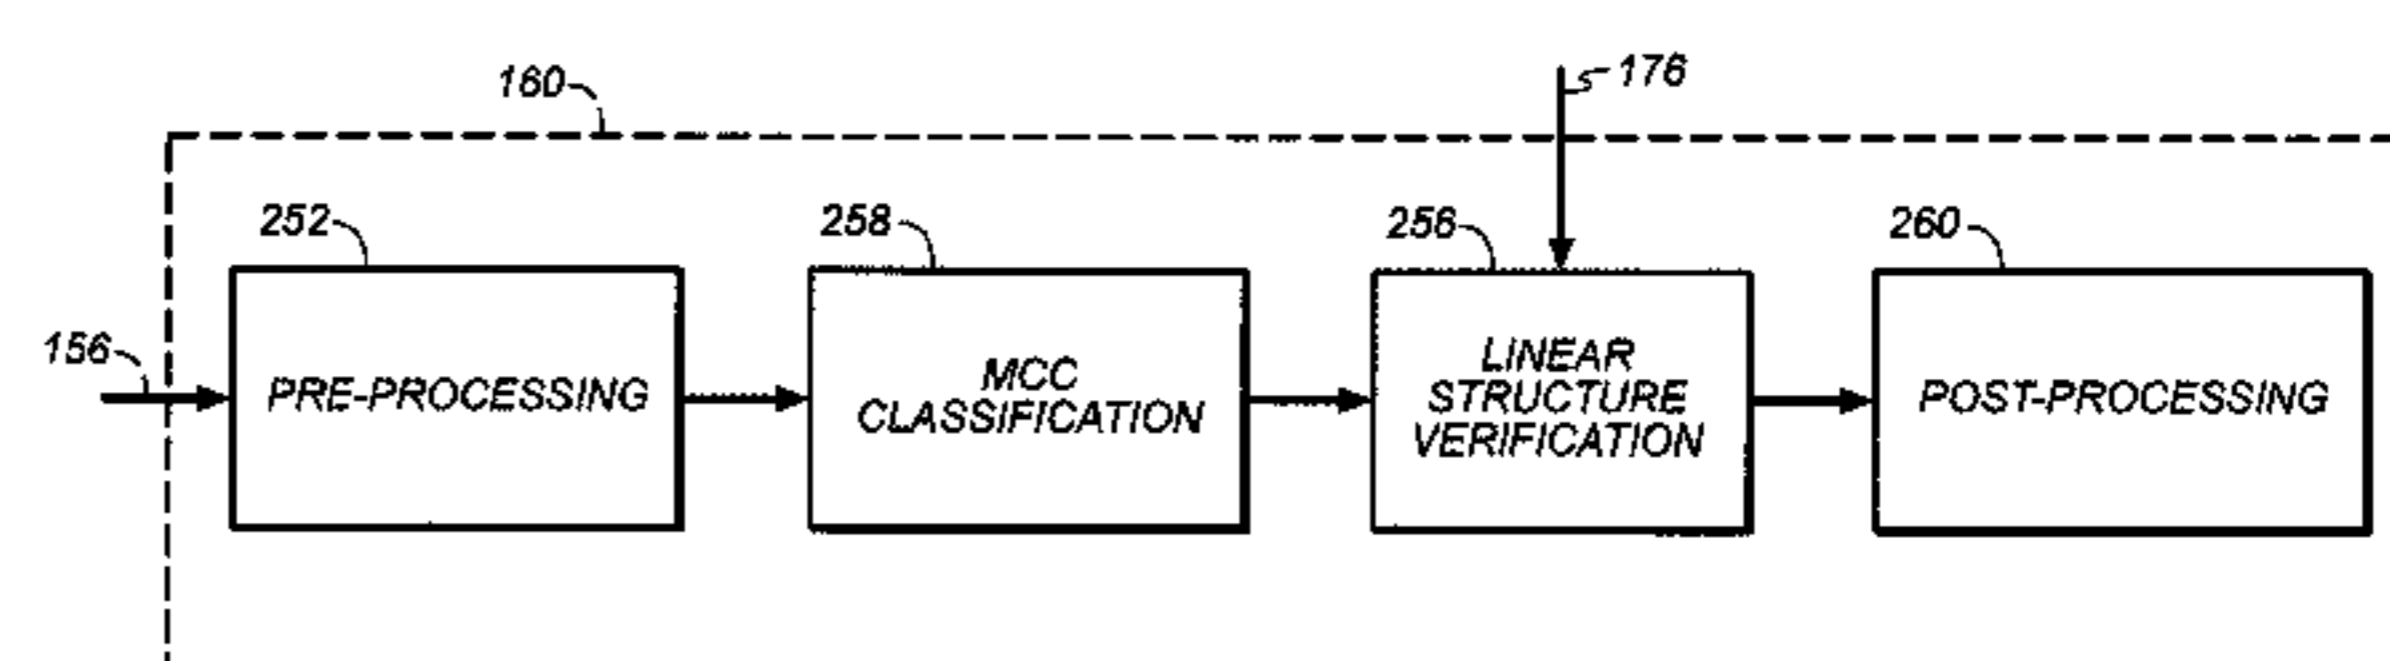 160
176
252
258
256
260
156
PRE-PROCESSING
MCC
CLASSIFICATION
LINEAR
STRUCTURE
VERIFICATION
POST-PROCESSING